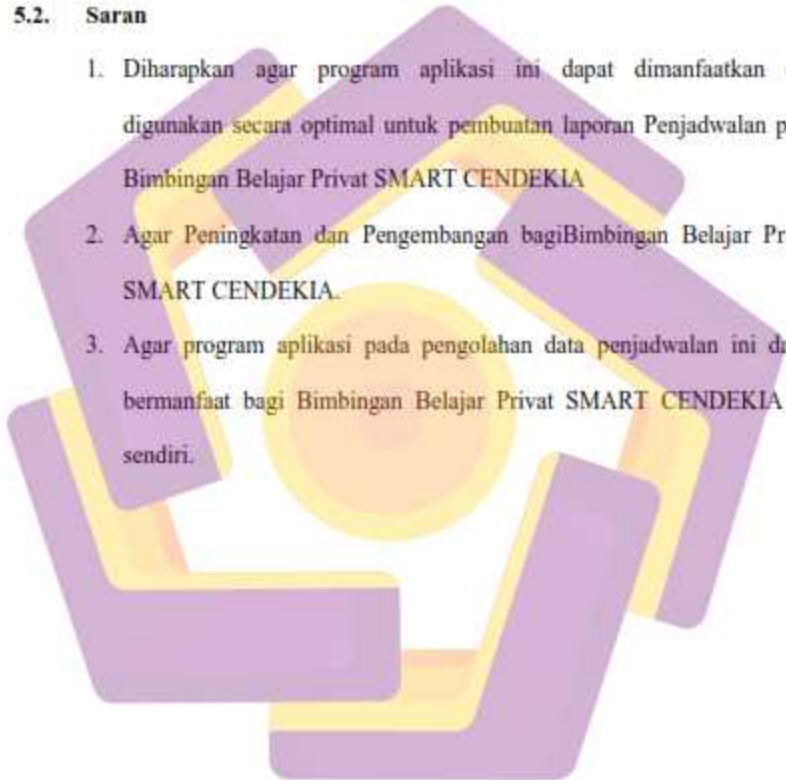 5.2. Saran
1. Diharapkan agar program aplikasi ini dapat dimanfaatkan
digunakan secara optimal untuk pembuatan laporan Penjadwalan
Bimbingan Belajar Privat SMART CENDEKIA
2. Agar Peningkatan dan Pengembangan bagiBimbingan Belajar
SMART CENDEKIA.
3. Agar program aplikasi pada pengolahan data penjadwalan ini
bermanfaat bagi Bimbingan Belajar Privat SMART CENDEKIA
sendiri.